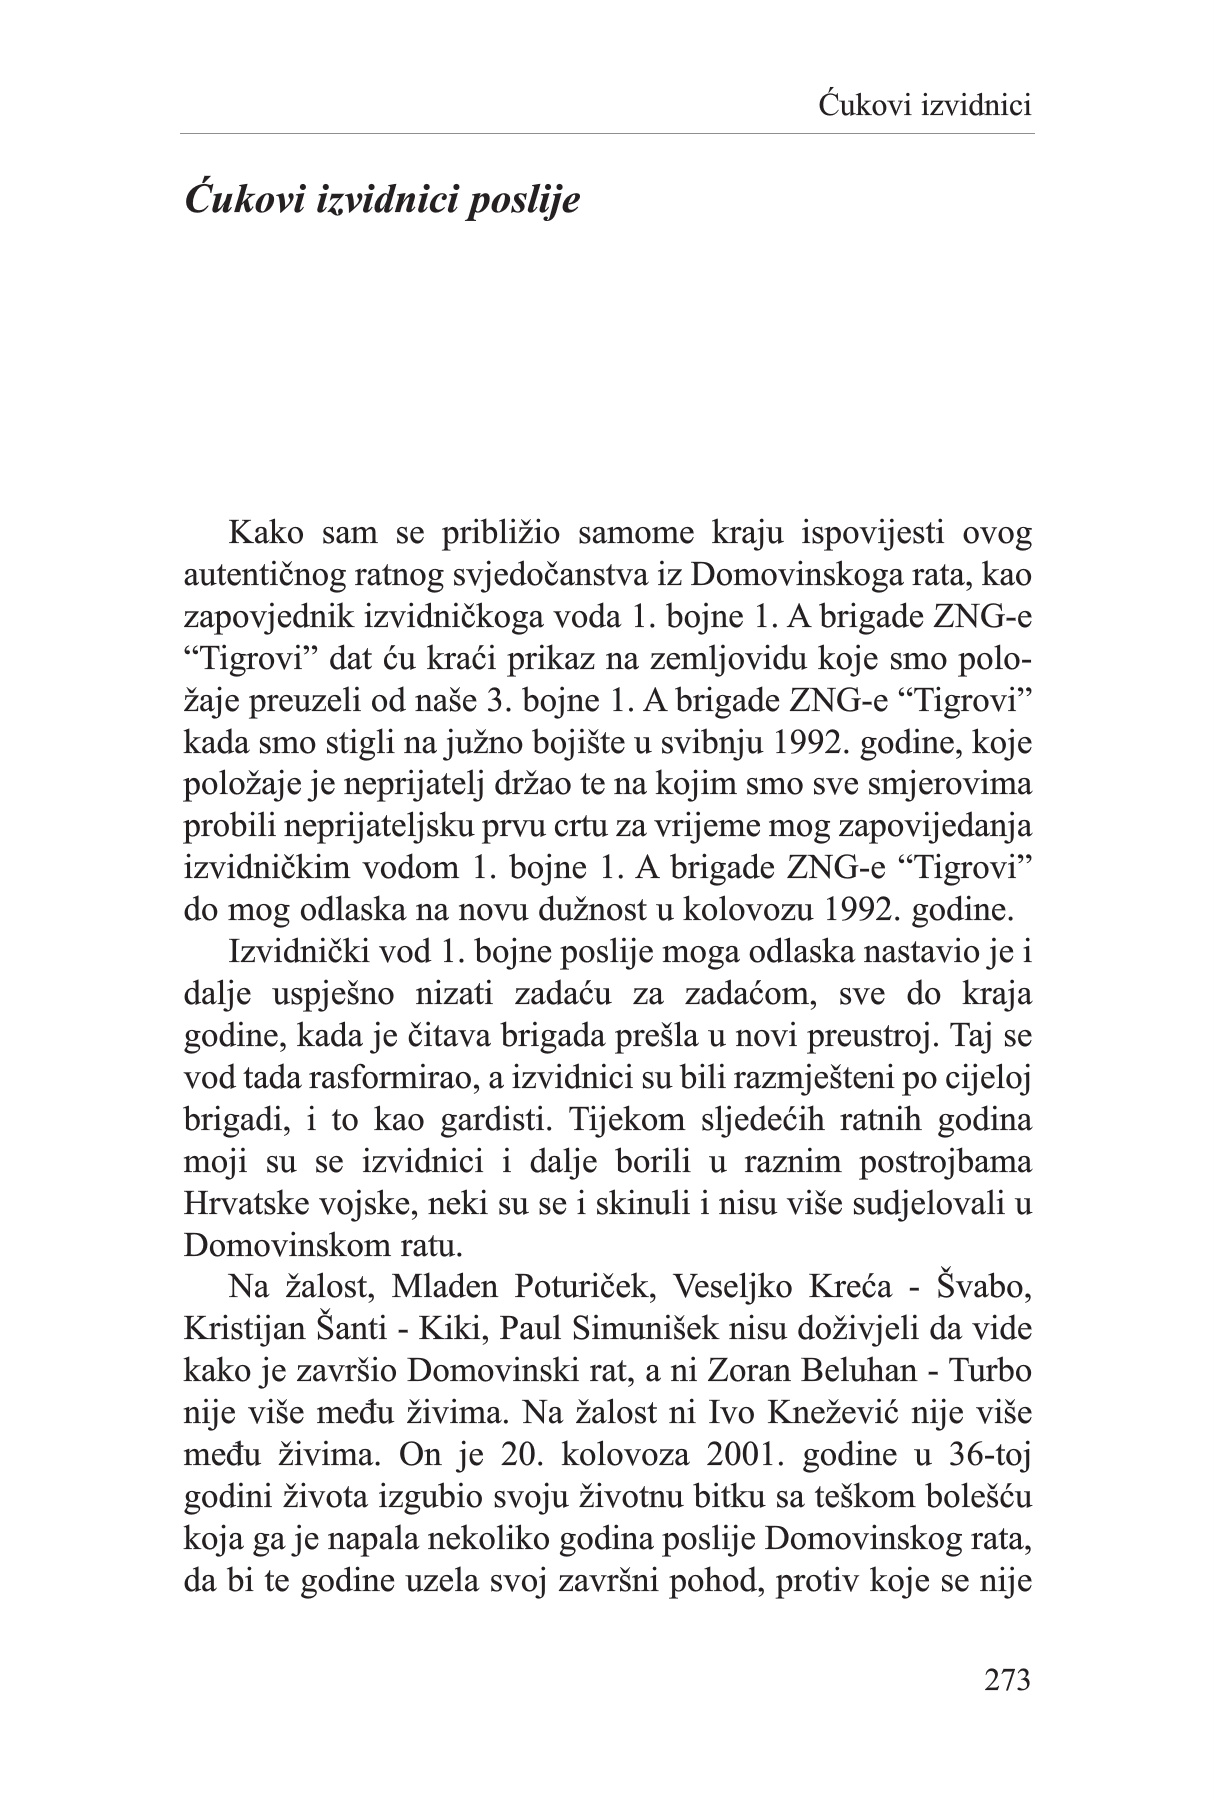 Ćukovi izvidnici
Ćukovi izvidnici poslije
Kako sam se približio samome kraju ispovijesti ovog
autentičnog ratnog svjedočanstva iz Domovinskoga rata, kao
zapovjednik izvidničkoga voda 1. bojne 1. A brigade ZNG-e
“Tigrovi” dat ću kraći prikaz na zemljovidu koje smo polo-
žaje preuzeli od naše 3. bojne 1. A brigade ZNG-e “Tigrovi”
kada smo stigli na južno bojište u svibnju 1992. godine, koje
položaje je neprijatelj držao te na kojim smo sve smjerovima
probili neprijateljsku prvu crtu za vrijeme mog zapovijedanja
izvidničkim vodom 1. bojne 1. A brigade ZNG-e “Tigrovi”
do mog odlaska na novu dužnost u kolovozu 1992. godine.
Izvidnički vod 1. bojne poslije moga odlaska nastavio je i
dalje uspješno nizati zadaću za zadaćom, sve do kraja
godine, kada je čitava brigada prešla u novi preustroj. Taj se
vod tada rasformirao, a izvidnici su bili razmješteni po cijeloj
brigadi, i to kao gardisti. Tijekom sljedećih ratnih godina
moji su se izvidnici i dalje borili u raznim postrojbama
Hrvatske vojske, neki su se i skinuli i nisu više sudjelovali u
Domovinskom ratu.
Na žalost, Mladen Poturiček, Veseljko Kreća - Švabo,
Kristijan Šanti - Kiki, Paul Simunišek nisu doživjeli da vide
kako je završio Domovinski rat, a ni Zoran Beluhan - Turbo
nije više među živima. Na žalost ni Ivo Knežević nije više
među živima. On je 20. kolovoza 2001. godine u 36-toj
godini života izgubio svoju životnu bitku sa teškom bolešću
koja ga je napala nekoliko godina poslije Domovinskog rata,
da bi te godine uzela svoj završni pohod, protiv koje se nije
273